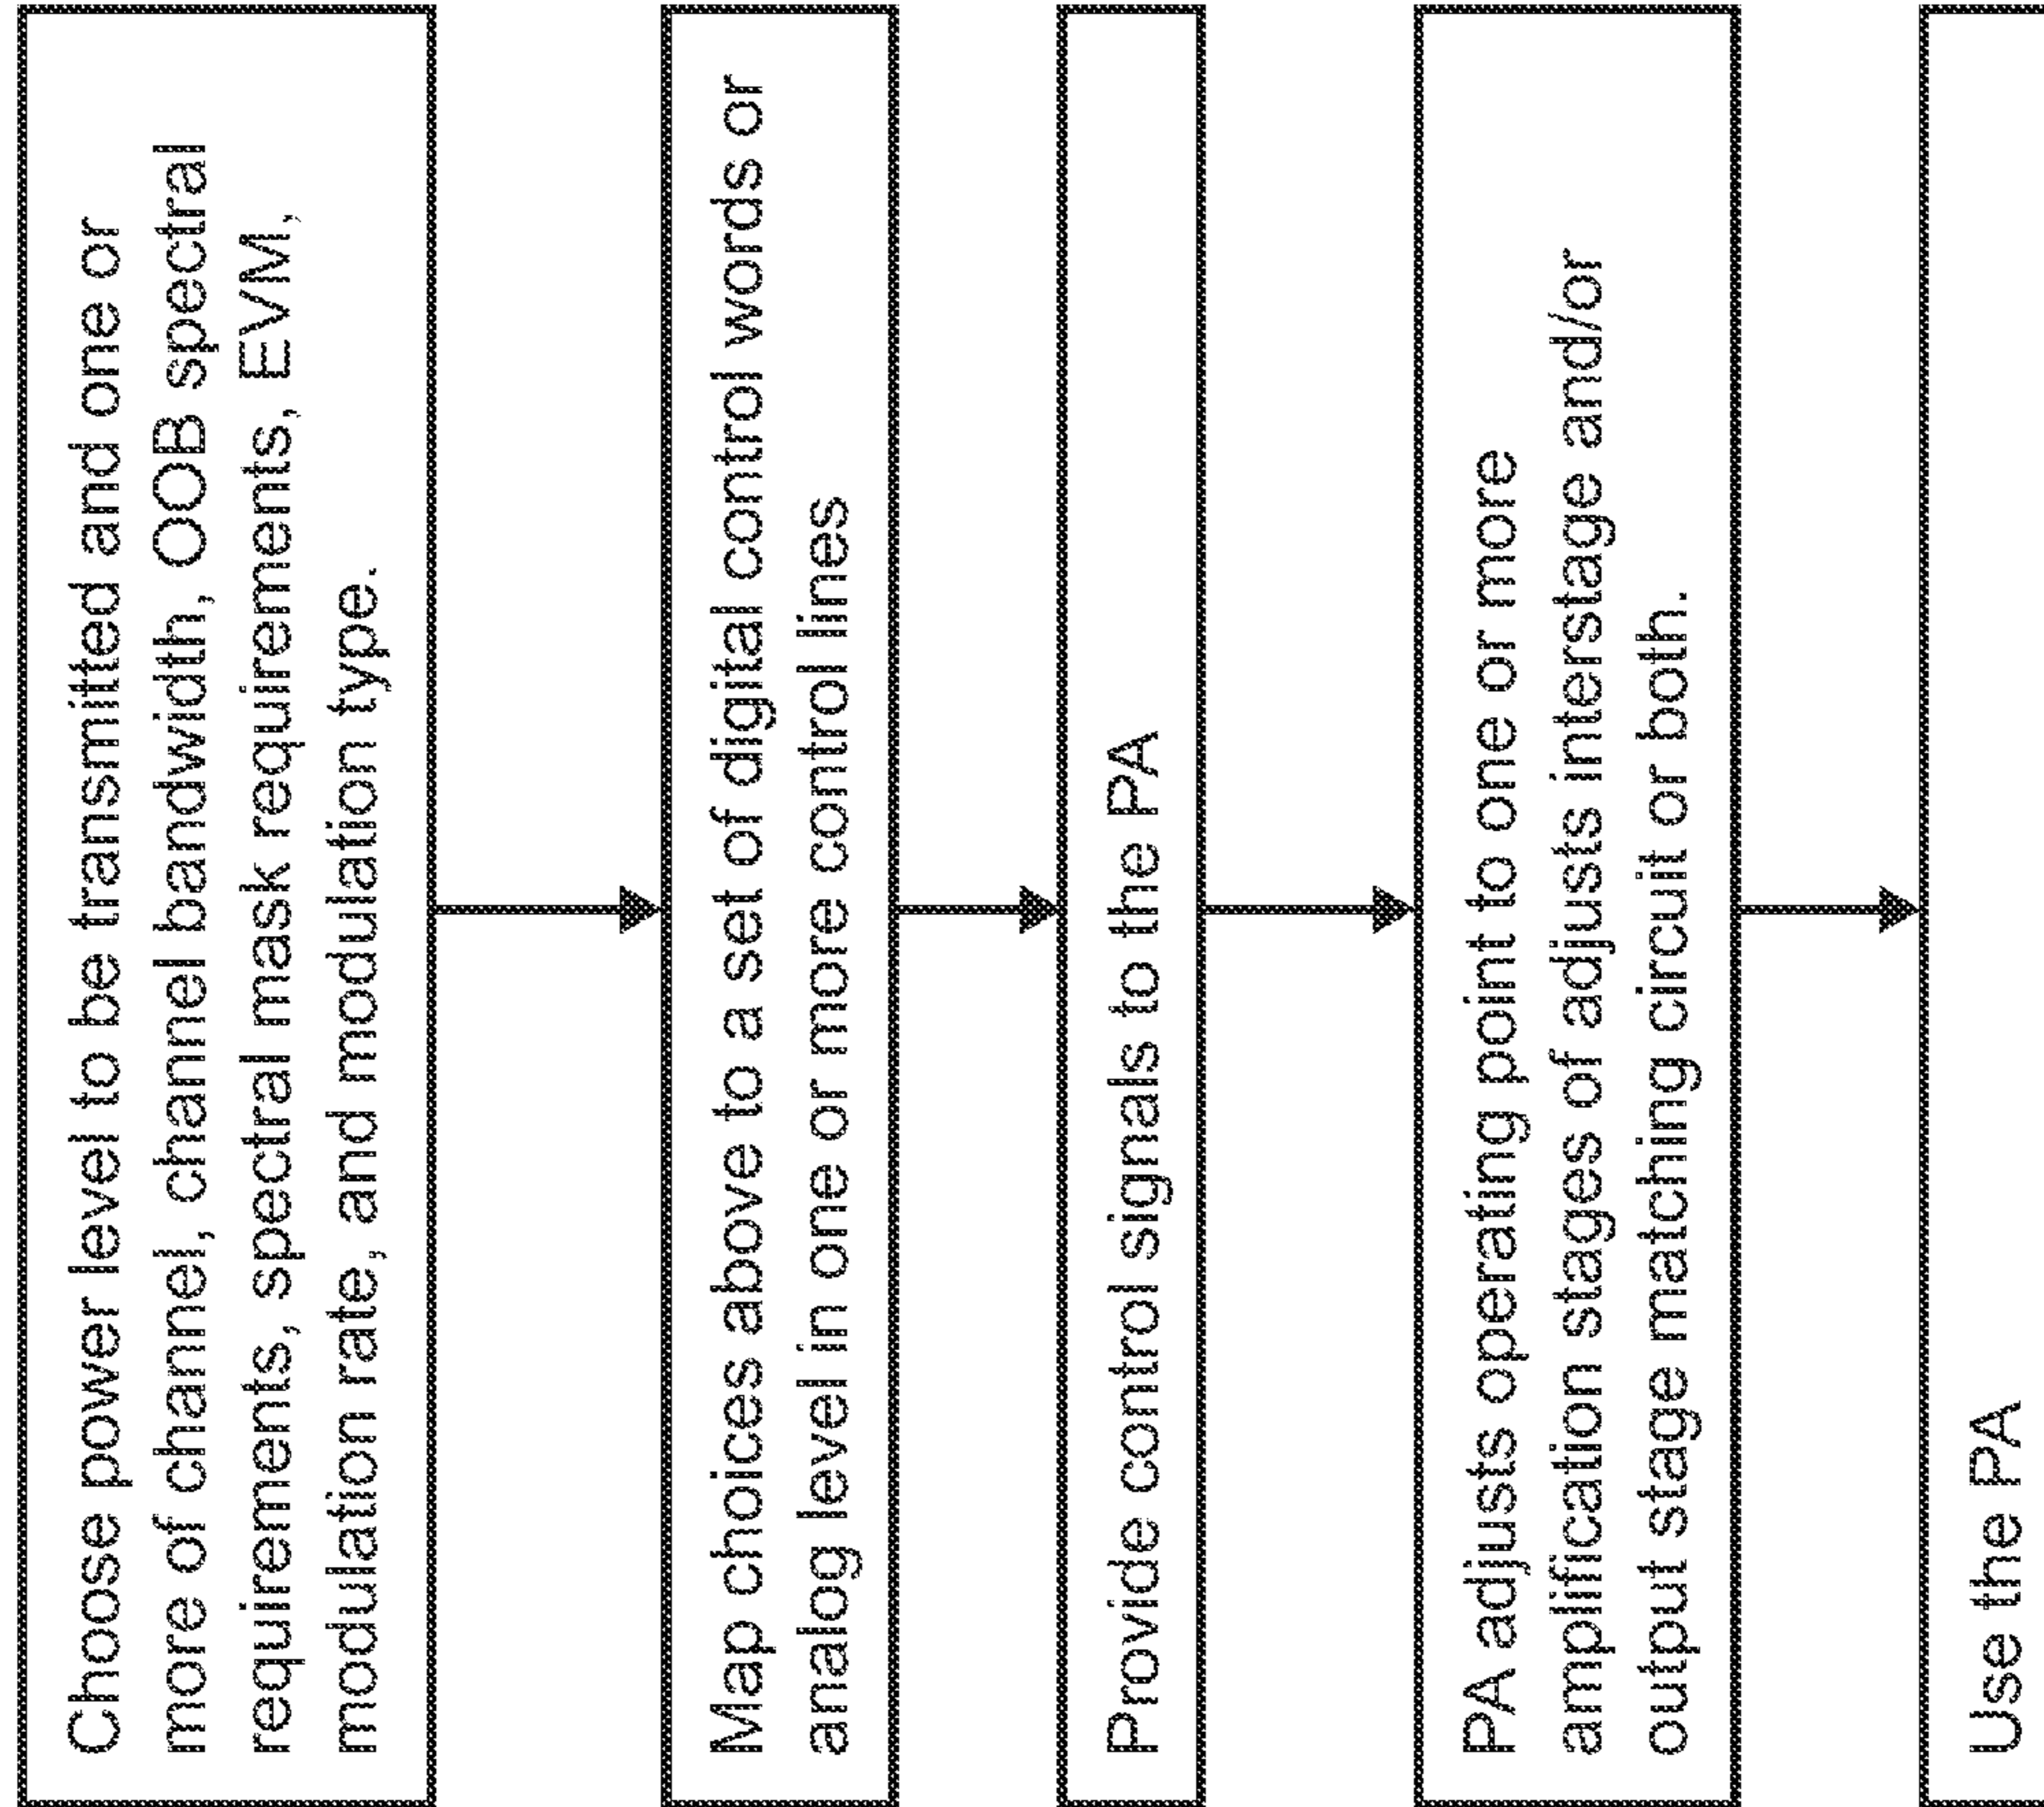 Choose power level to be transmitted and one or
more of channel, channel bandwidth, OOB spectral
requirements, spectral mask requirements, EVM,
modulation rate, and modulation type.
Map choices above to a set of digital control words or
analog level in one or more control lines
Provide control signals to the PA
PA adjusts operating point to one or more
amplification stages of adjusts interstage and/or
output stage matching circuit or both.
Use the PA